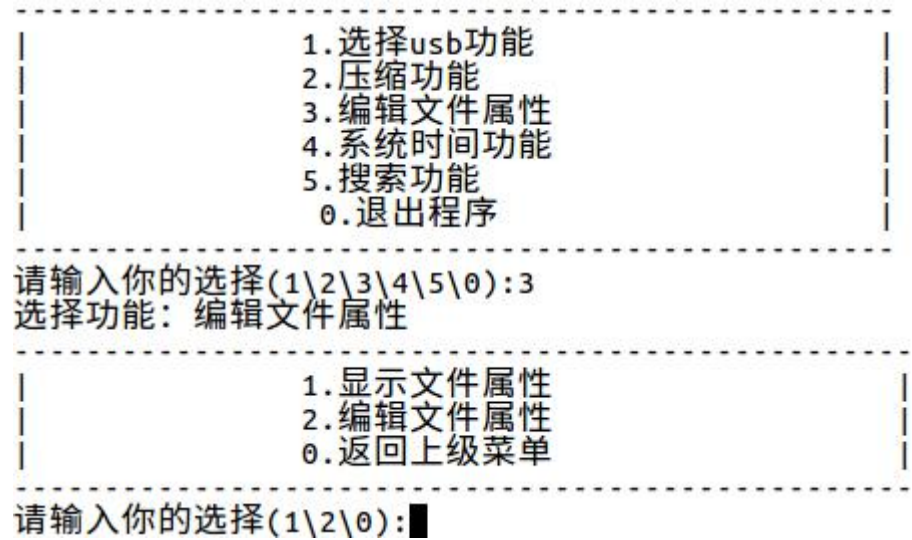 1.选择usb功能
2.压缩功能
3.编辑文件属性
4.系统时间功能
5.搜索功能
0.退出程序
请输入你的选择(1\2\3\4\5\0):3
选择功能: 编辑文件属性
1.显示文件属性
2.编辑文件属性
0.返回上级菜单
请输入你的选择(1\2\0):